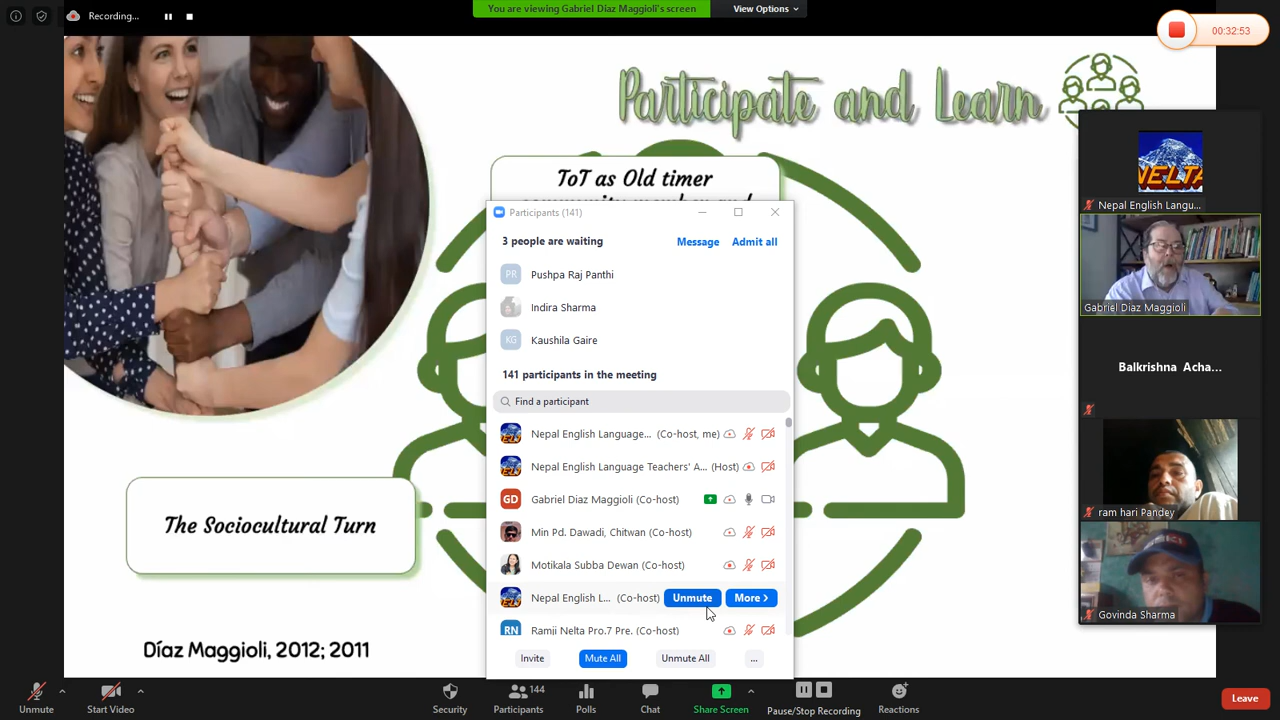 Recording...
You are viewing Gabriel Díaz Maggioli's screen
View Options
00:32:53
Participate and Learn
ToT as Old timer
Participants (141)
3 people are waiting
Message
Admit all
PR
Pushpa Raj Panthi
Indira Sharma
KG
Kaushila Gaire
141 participants in the meeting
Find a participant
Nepal English Language... (Co-host, me)
Nepal English Language Teachers' A... (Host)
GD
Gabriel Diaz Maggioli (Co-host)
Min Pd. Dawadi, Chitwan (Co-host)
Motikala Subba Dewan (Co-host)
Nepal English L... (Co-host)
Unmute
More >
RN
Ramji Nelta Pro.7 Pre. (Co-host)
Invite
Mute All
Unmute All
...
The Sociocultural Turn
Díaz Maggioli, 2012; 2011
NELTA
Nepal English Langu...
Gabriel Diaz Maggioli
Balkrishna Acha...
ram hari Pandey
Govinda Sharma
Unmute
Start Video
Security
144
Participants
Polls
Chat
Share Screen
Pause/Stop Recording
Reactions
Leave